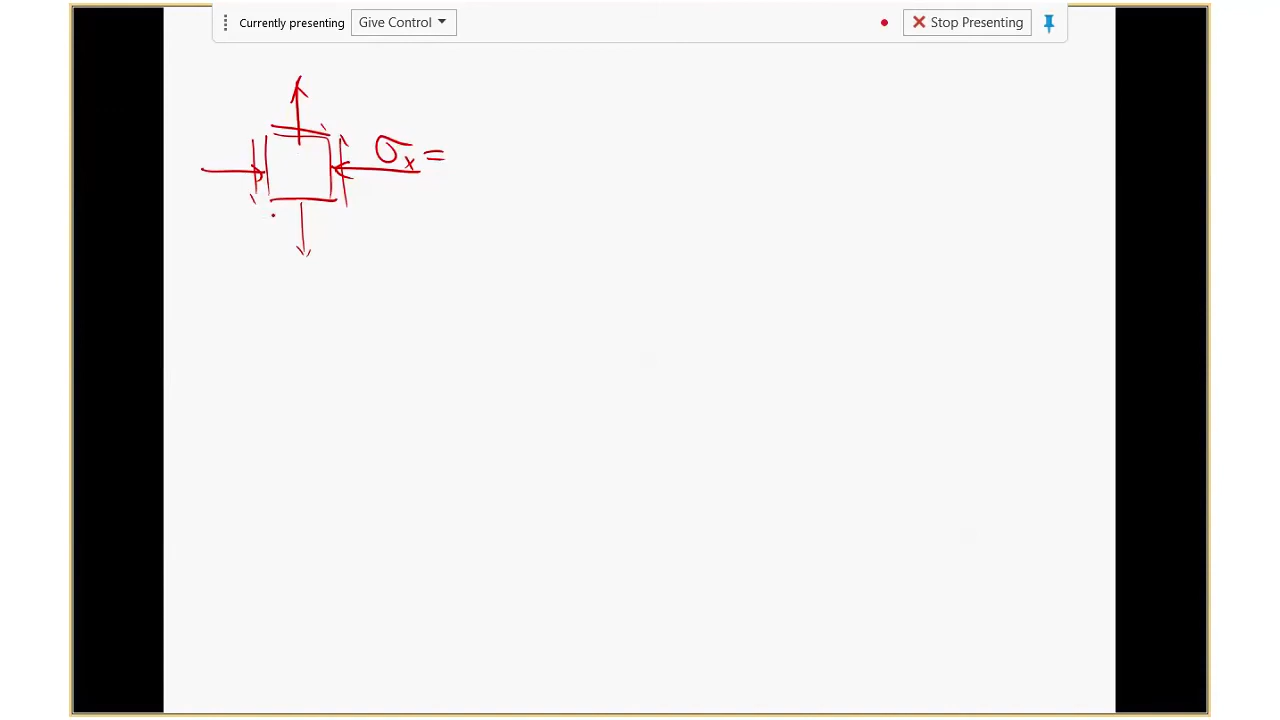 Currently presenting Give Control Stop Presenting
σₓ =